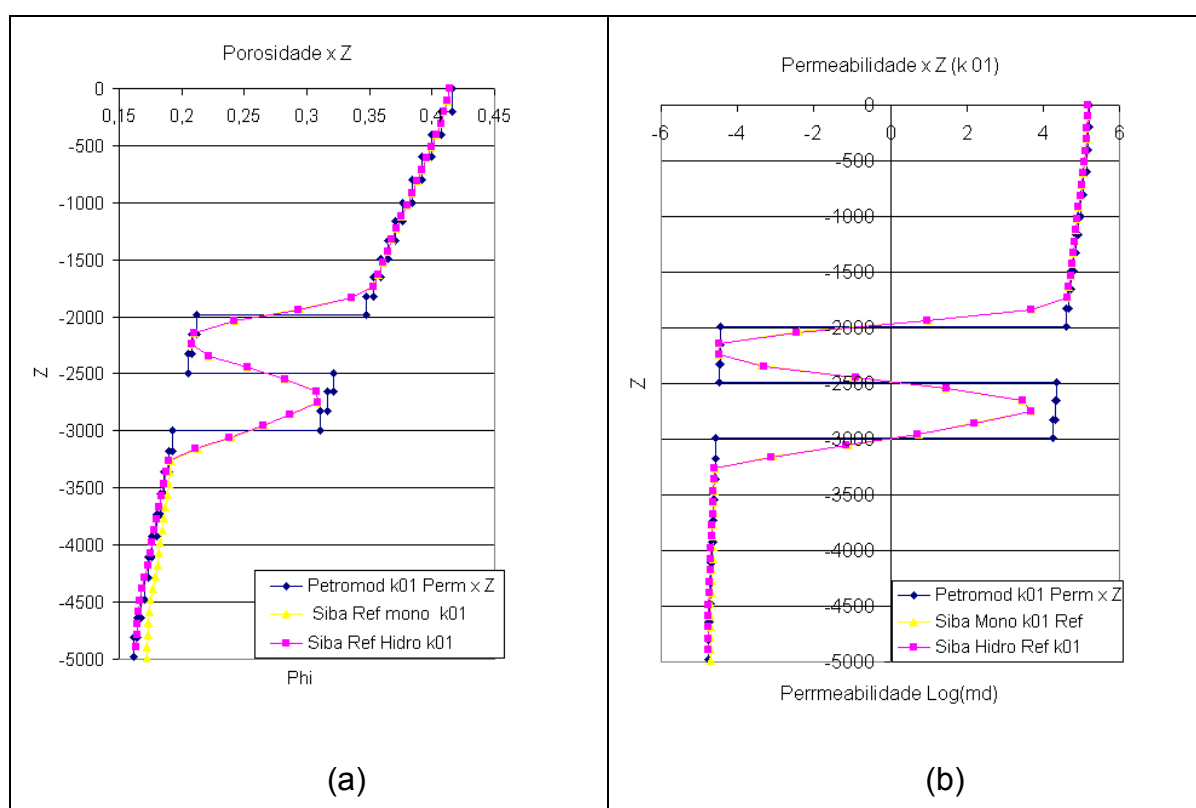 Porosidade x Z
0
0,15 0,2 0,25 0,3 0,35 0,4 0,45
-500
-1000
-1500
-2000
Z
-2500
-3000
-3500
-4000
-4500
-5000
Petromod k01 Perm x Z
Siba Ref mono k01
Siba Ref Hidro k01
Phi
(a)
Permeabilidade x Z (k 01)
0
-6 -4 -2 0 2 4 6
-500
-1000
-1500
-2000
Z
-2500
-3000
-3500
-4000
-4500
-5000
Petromod k01 Perm x Z
Siba Mono k01 Ref
Siba Hidro Ref k01
Perrmeabilidade Log(md)
(b)